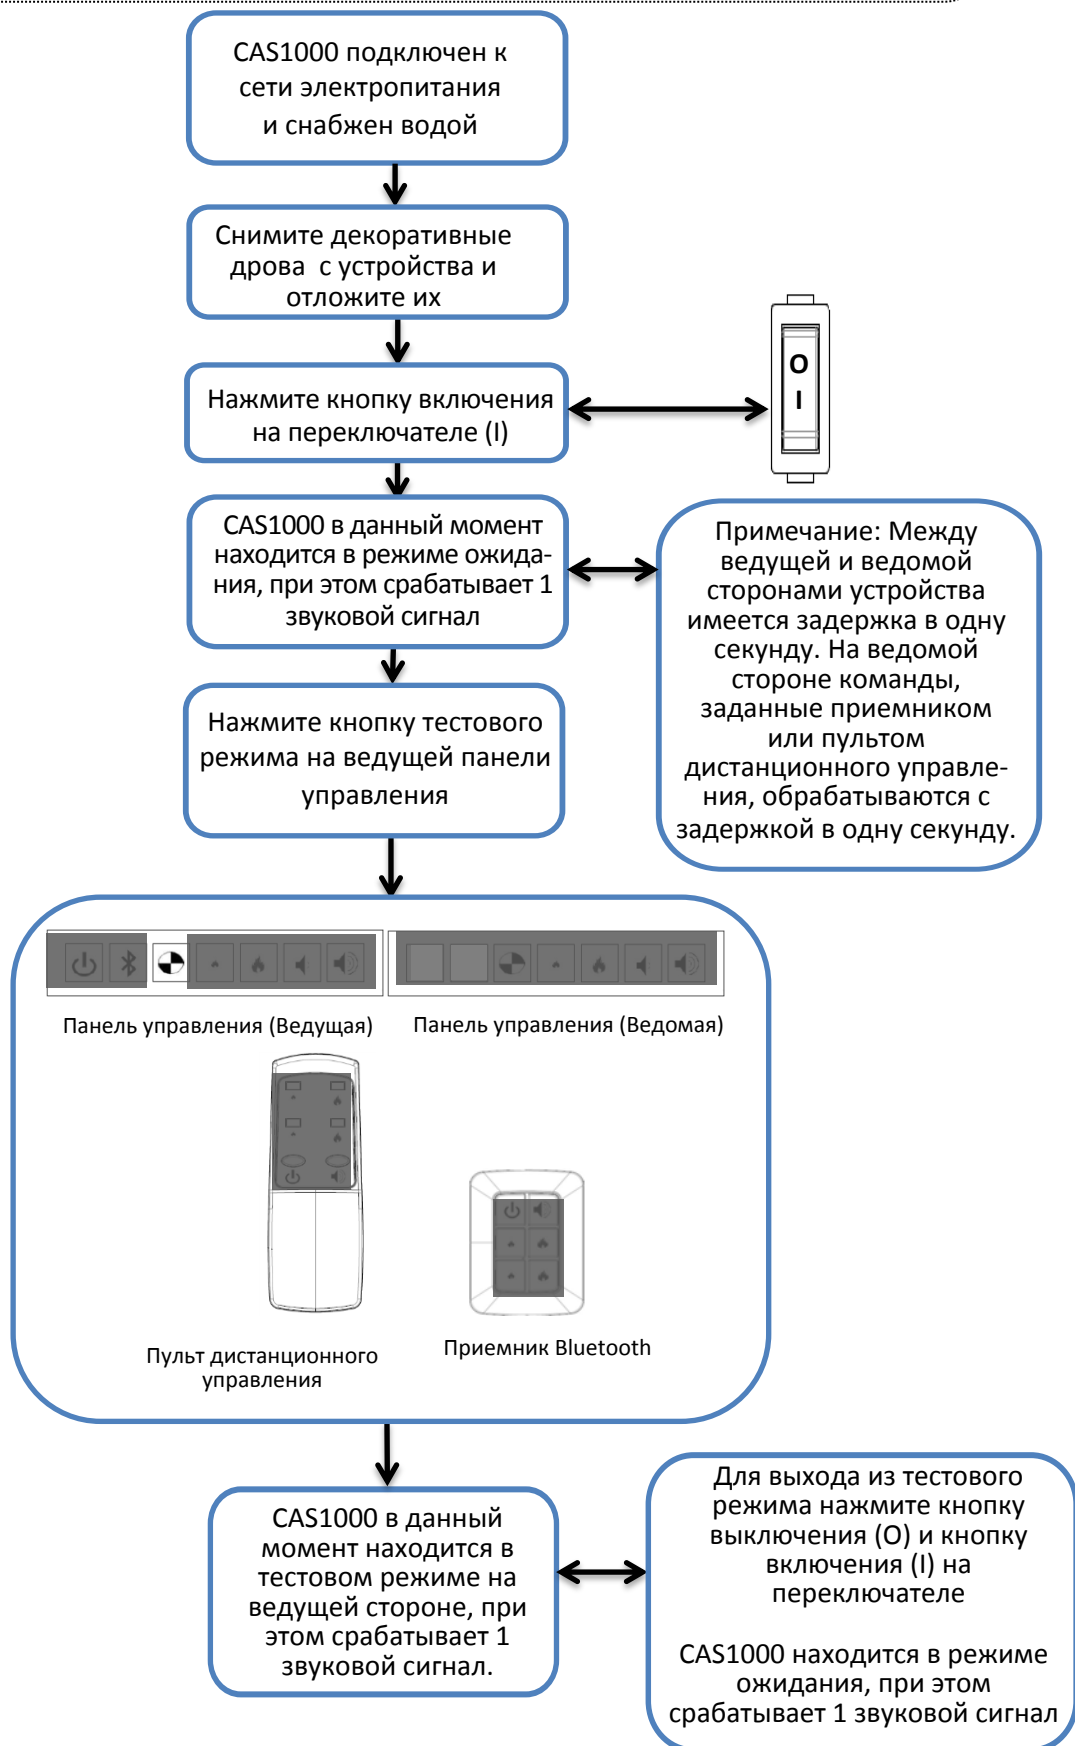 CAS1000 подключен к
сети электропитания
и снабжен водой
Снимите декоративные
дрова с устройства и
отложите их
Нажмите кнопку включения
на переключателе (I)
O
I
CAS1000 в данный момент
находится в режиме ожида-
ния, при этом срабатывает 1
звуковой сигнал
Примечание: Между
ведущей и ведомой
сторонами устройства
имеется задержка в одну
секунду. На ведомой
стороне команды,
заданные приемником
или пультом
дистанционного управле-
ния, обрабатываются с
задержкой в одну секунду.
Нажмите кнопку тестового
режима на ведущей панели
управления
Панель управления (Ведущая)
Панель управления (Ведомая)
Пульт дистанционного
управления
Приемник Bluetooth
CAS1000 в данный
момент находится в
тестовом режиме на
ведущей стороне, при
этом срабатывает 1
звуковой сигнал.
Для выхода из тестового
режима нажмите кнопку
выключения (O) и кнопку
включения (I) на
переключателе
CAS1000 находится в режиме
ожидания, при этом
срабатывает 1 звуковой сигнал